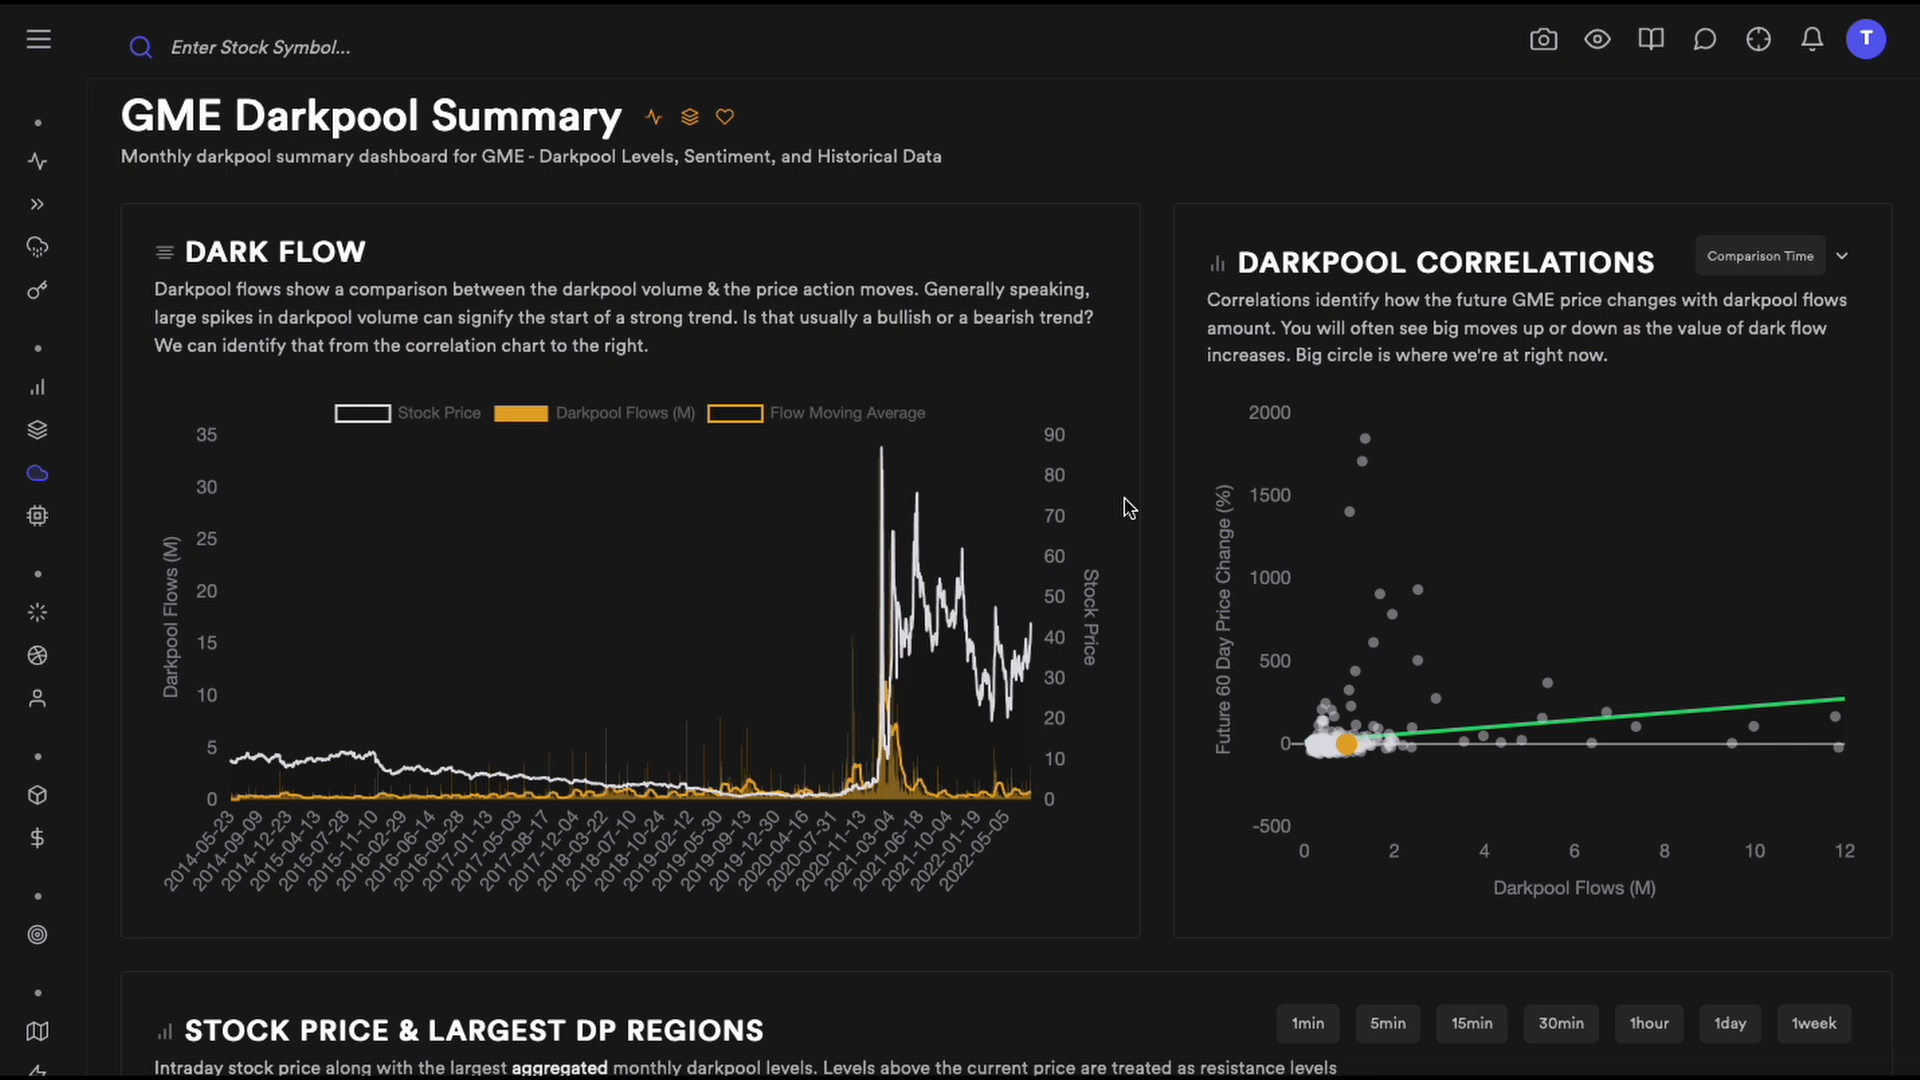 Enter Stock Symbol...
T
GME Darkpool Summary
Monthly darkpool summary dashboard for GME - Darkpool Levels, Sentiment, and Historical Data
DARK FLOW
Darkpool flows show a comparison between the darkpool volume & the price action moves. Generally speaking,
large spikes in darkpool volume can signify the start of a strong trend. Is that usually a bullish or a bearish trend?
We can identify that from the correlation chart to the right.
Stock Price
Darkpool Flows (M)
Flow Moving Average
35
30
25
20
15
10
5
0
Darkpool Flows (M)
90
80
70
60
50
40
30
20
10
0
Stock Price
2014-05-23
2014-09-09
2014-12-23
2015-04-13
2015-07-28
2015-11-10
2016-02-29
2016-06-14
2016-09-28
2017-01-13
2017-05-03
2017-08-17
2017-12-04
2018-03-22
2018-07-10
2018-10-24
2019-02-12
2019-05-30
2019-09-13
2019-12-30
2020-04-16
2020-07-31
2020-11-13
2021-03-04
2021-06-18
2021-10-04
2022-01-19
2022-05-05
DARKPOOL CORRELATIONS
Comparison Time
Correlations identify how the future GME price changes with darkpool flows
amount. You will often see big moves up or down as the value of dark flow
increases. Big circle is where we're at right now.
2000
1500
1000
500
0
-500
Future 60 Day Price Change (%)
0
2
4
6
8
10
12
Darkpool Flows (M)
STOCK PRICE & LARGEST DP REGIONS
1min
5min
15min
30min
1hour
1day
1week
Intraday stock price along with the largest aggregated monthly darkpool levels. Levels above the current price are treated as resistance levels